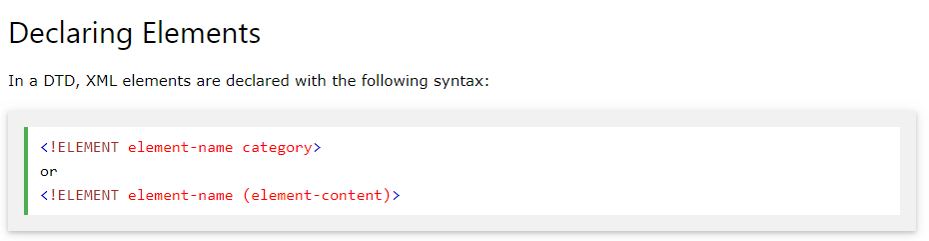 Declaring Elements
In a DTD, XML elements are declared with the following syntax:
<!ELEMENT element-name category>
or
<!ELEMENT element-name (element-content)>